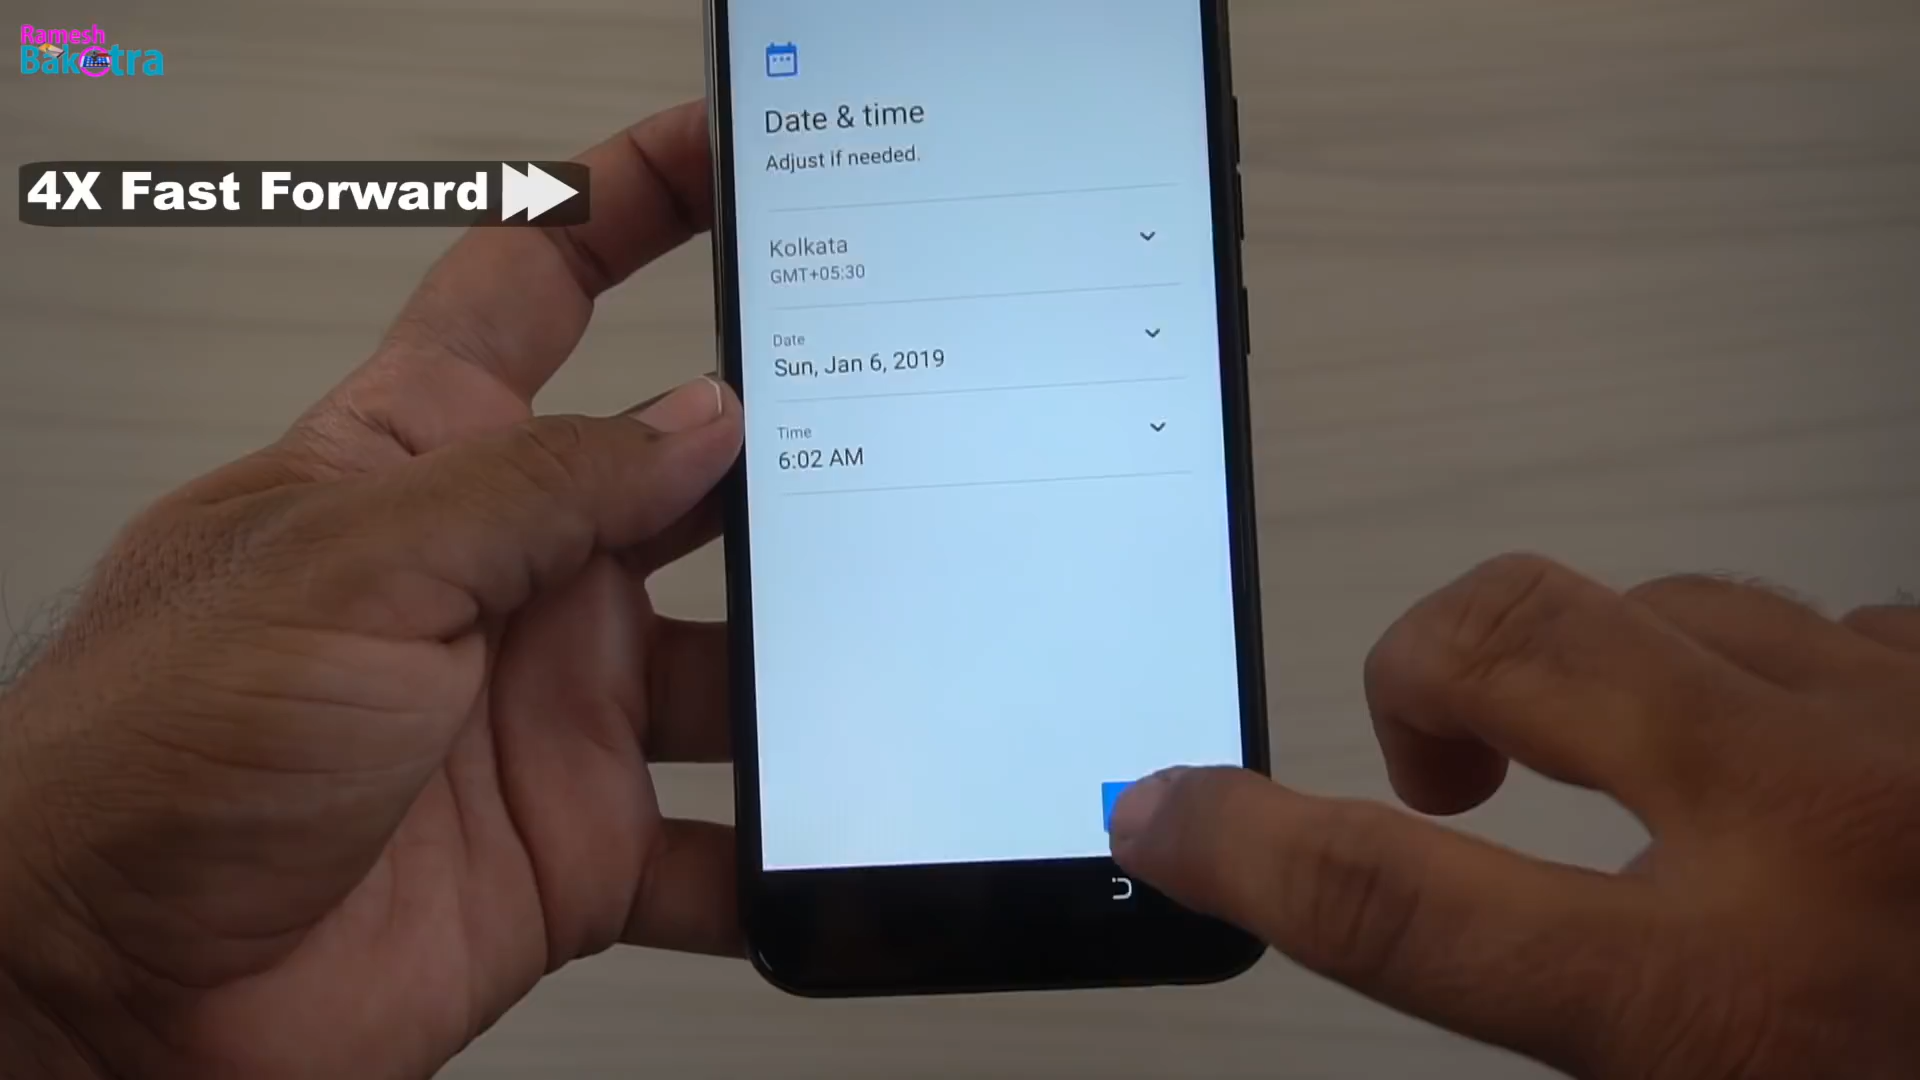 Ramesh
Bakotra
4X Fast Forward
Date & time
Adjust if needed.
Kolkata
GMT+05:30
Date
Sun, Jan 6, 2019
Time
6:02 AM